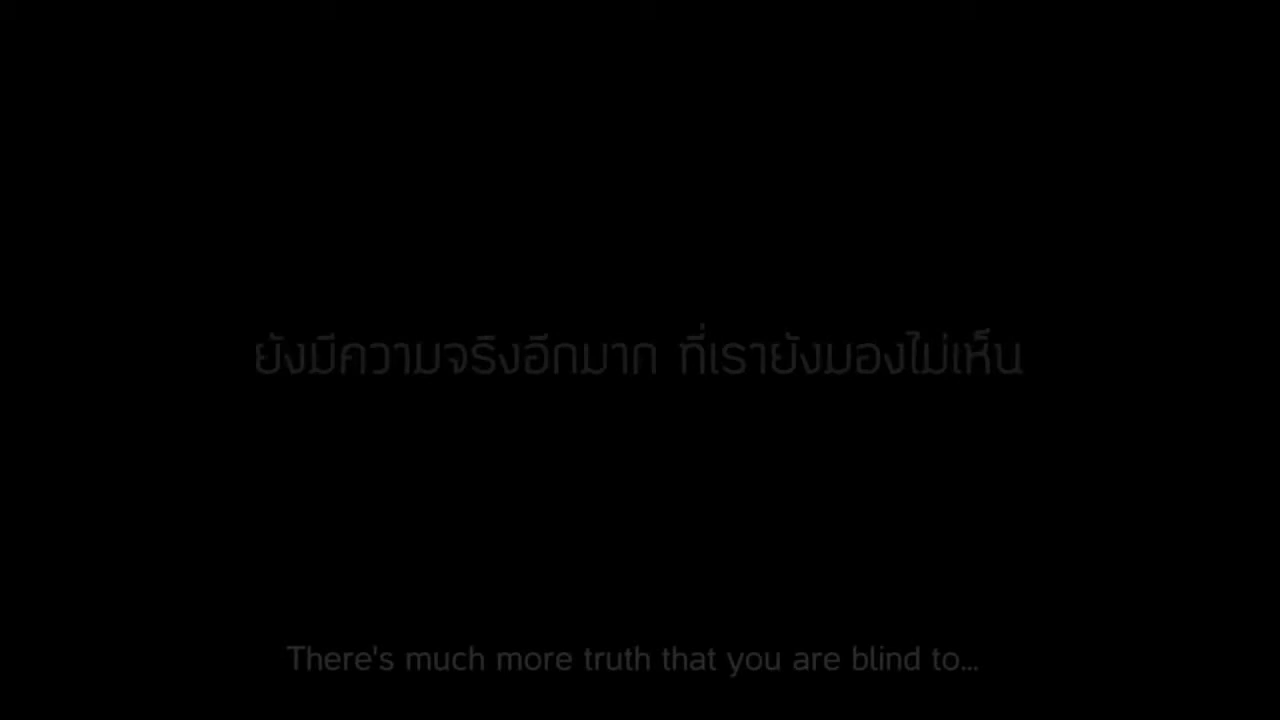 ยังมีความจริงอีกมาก ที่เรายังมองไม่เห็น
There's much more truth that you are blind to...